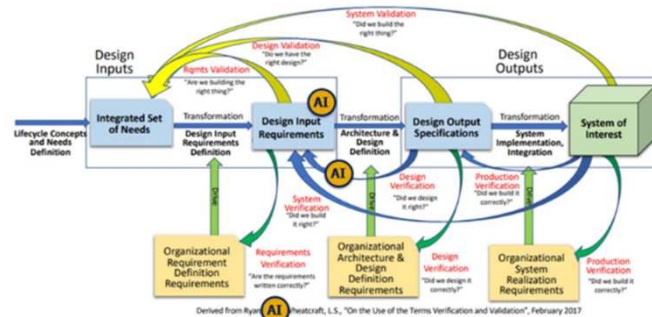 System Validation
"Did we build the
right thing?"
Design
Inputs
Design Validation
"Do we have the
right design?"
Design
Outputs
Rqmts Validation
"Are we building the
right thing?"
AI
Integrated Set
of Needs
Transformation
Design Input
Requirements
Transformation
Design Output
Specifications
Transformation
System of
Interest
Lifecycle Concepts
and Needs
Definition
Design Input
Requirements
Definition
Architecture &
Design
Definition
System
Implementation,
Integration
AI
System
Verification
"Did we build
it right?"
Design
Verification
"Did we design
it right?"
Production
Verification
"Did we build it
correctly?"
Drive
Drive
Drive
Organizational
Requirement
Definition
Requirements
Requirements
Verification
"Are the requirements
written correctly?"
Organizational
Architecture &
Design
Definition
Requirements
Design
Verification
"Did we design it
correctly?"
Organizational
System
Realization
Requirements
Production
Verification
"Did we build it
correctly?"
AI
Derived from Ryan heatcraft, L.S., "On the Use of the Terms Verification and Validation", February 2017